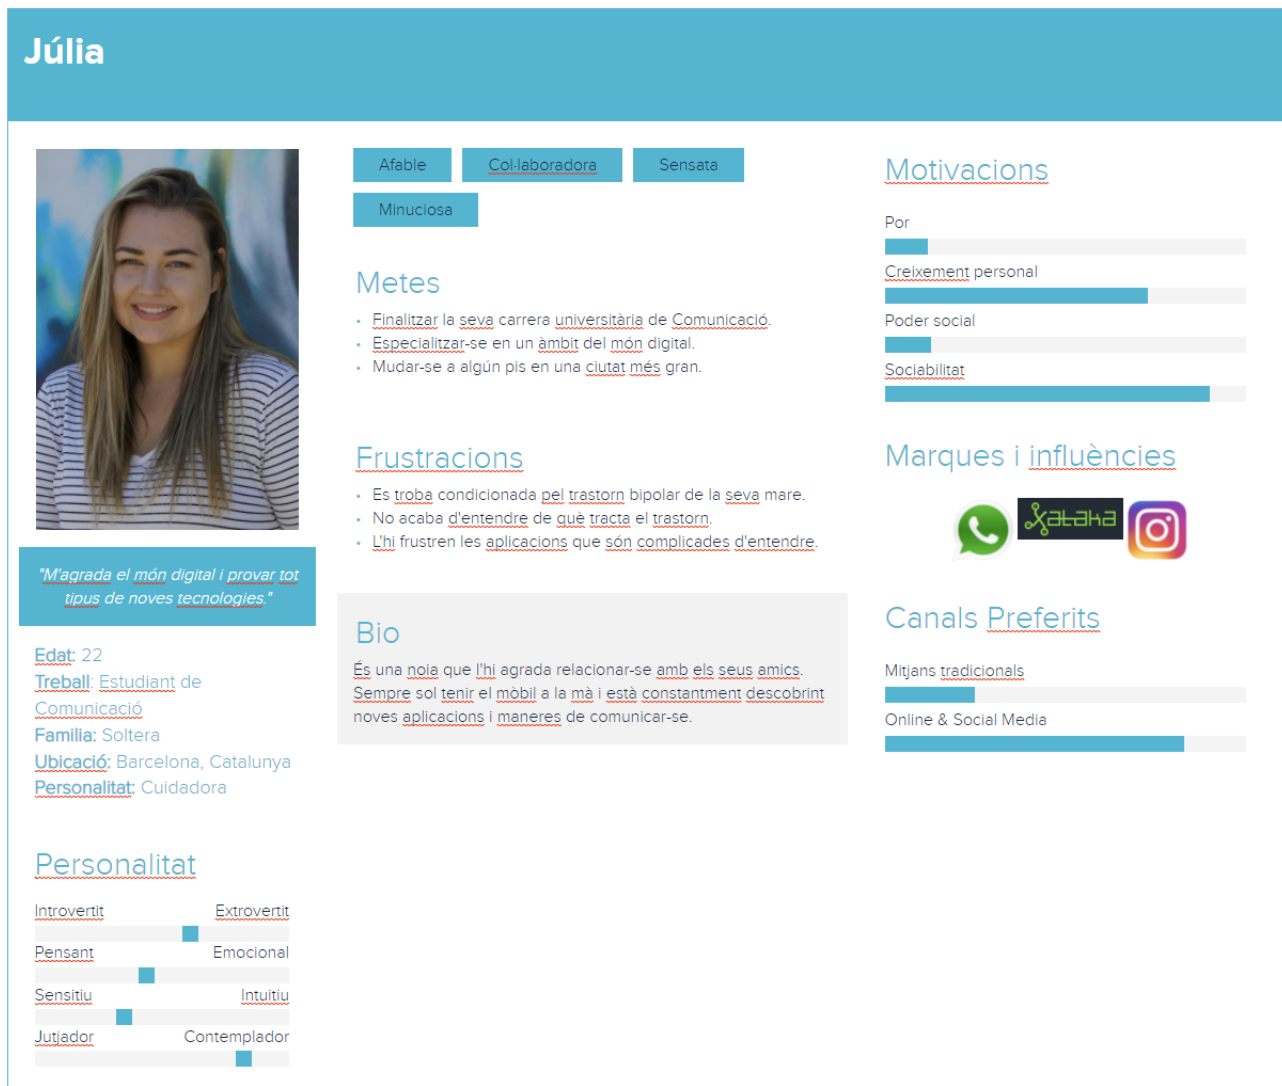 Júlia
"M'agrada el món digital i provar tot
tipus de noves tecnologies."
Edat: 22
Treball: Estudiant de
Comunicació
Familia: Soltera
Ubicació: Barcelona, Catalunya
Personalitat: Cuidadora
Personalitat
Introvertit Extrovertit
Pensant Emocional
Sensitiu Intuitiu
Jutjador Contemplador
Afable Col·laboradora Sensata
Minuciosa
Metes
• Finalitzar la seva carrera universitària de Comunicació.
• Especialitzar-se en un àmbit del món digital.
• Mudar-se a algún pis en una ciutat més gran.
Frustracions
• Es troba condicionada pel trastorn bipolar de la seva mare.
• No acaba d'entendre de què tracta el trastorn.
• L'hi frustren les aplicacions que són complicades d'entendre.
Bio
És una noia que l'hi agrada relacionar-se amb els seus amics.
Sempre sol tenir el mòbil a la mà i està constantment descobrint
noves aplicacions i maneres de comunicar-se.
Motivacions
Por
Creixement personal
Poder social
Sociabilitat
Marques i influències
xataka
Canals Preferits
Mitjans tradicionals
Online & Social Media